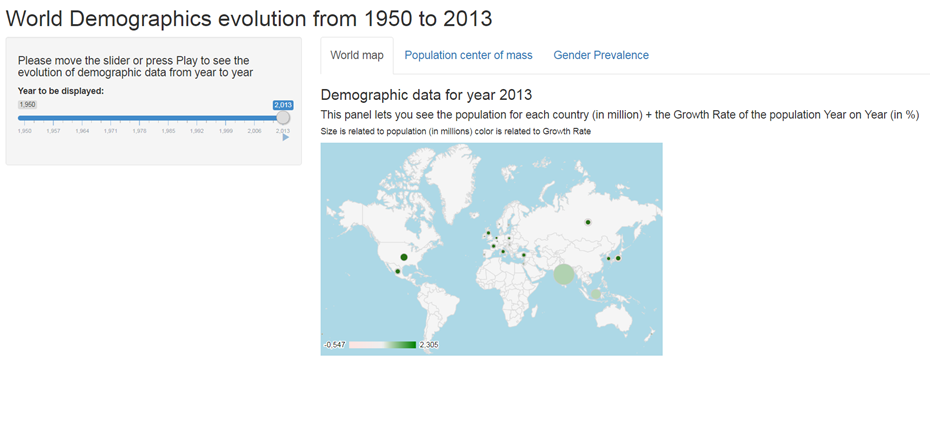 World Demographics evolution from 1950 to 2013
Please move the slider or press Play to see the
evolution of demographic data from year to year
Year to be displayed:
1,950
2,013
1,950 1,957 1,964 1,971 1,978 1,985 1,992 1,999 2,006 2,013
World map
Population center of mass
Gender Prevalence
Demographic data for year 2013
This panel lets you see the population for each country (in million) + the Growth Rate of the population Year on Year (in %)
Size is related to population (in millions) color is related to Growth Rate
-0.547
2.305